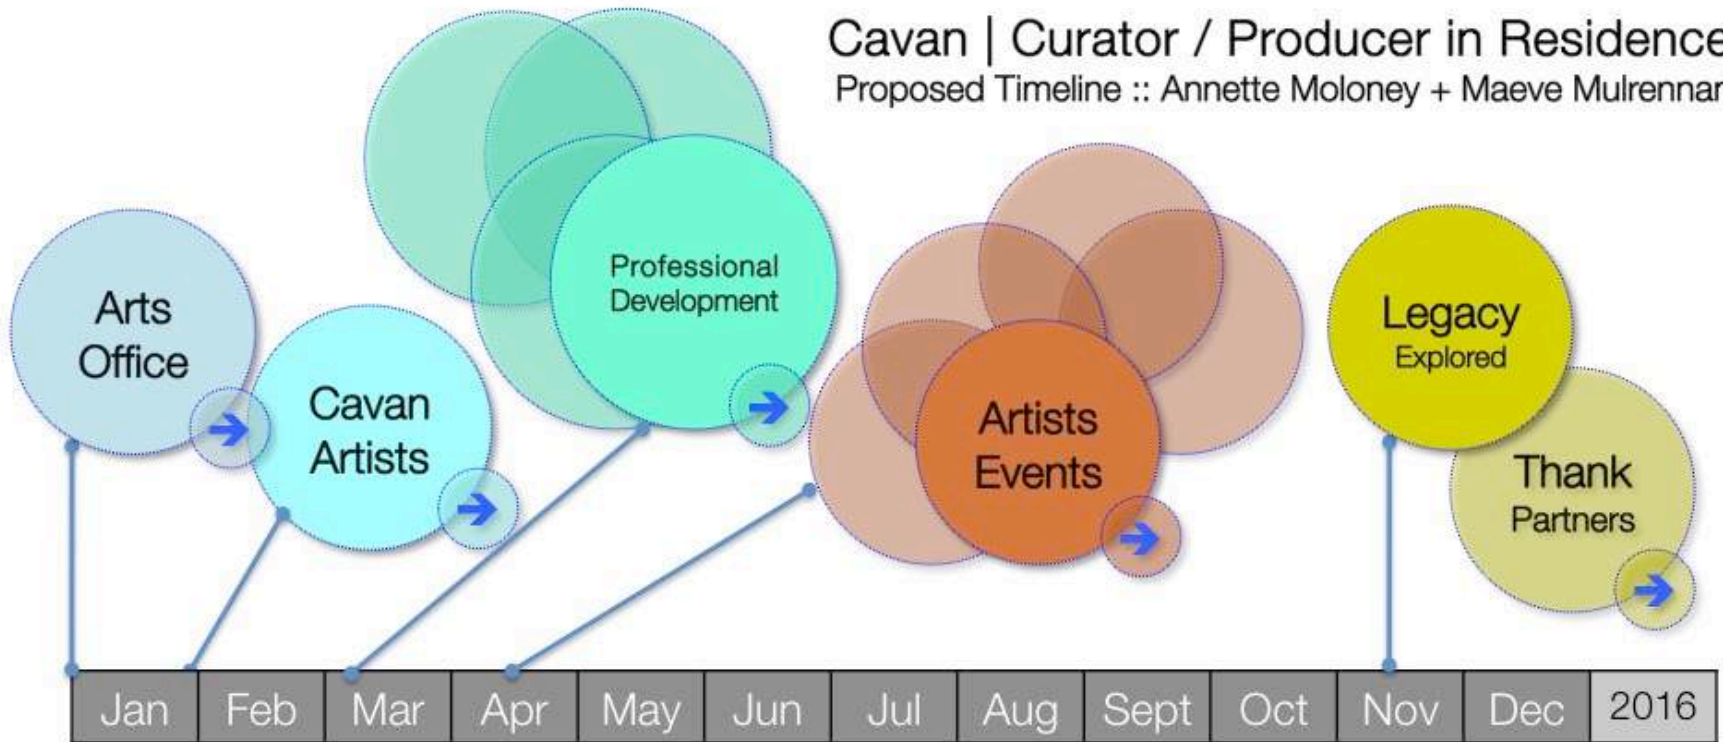 Cavan | Curator / Producer in Residence
Proposed Timeline :: Annette Moloney + Maeve Mulrennan
Arts
Office
Cavan
Artists
Professional
Development
Artists
Events
Legacy
Explored
Thank
Partners
Jan Feb Mar Apr May Jun Jul Aug Sept Oct Nov Dec 2016